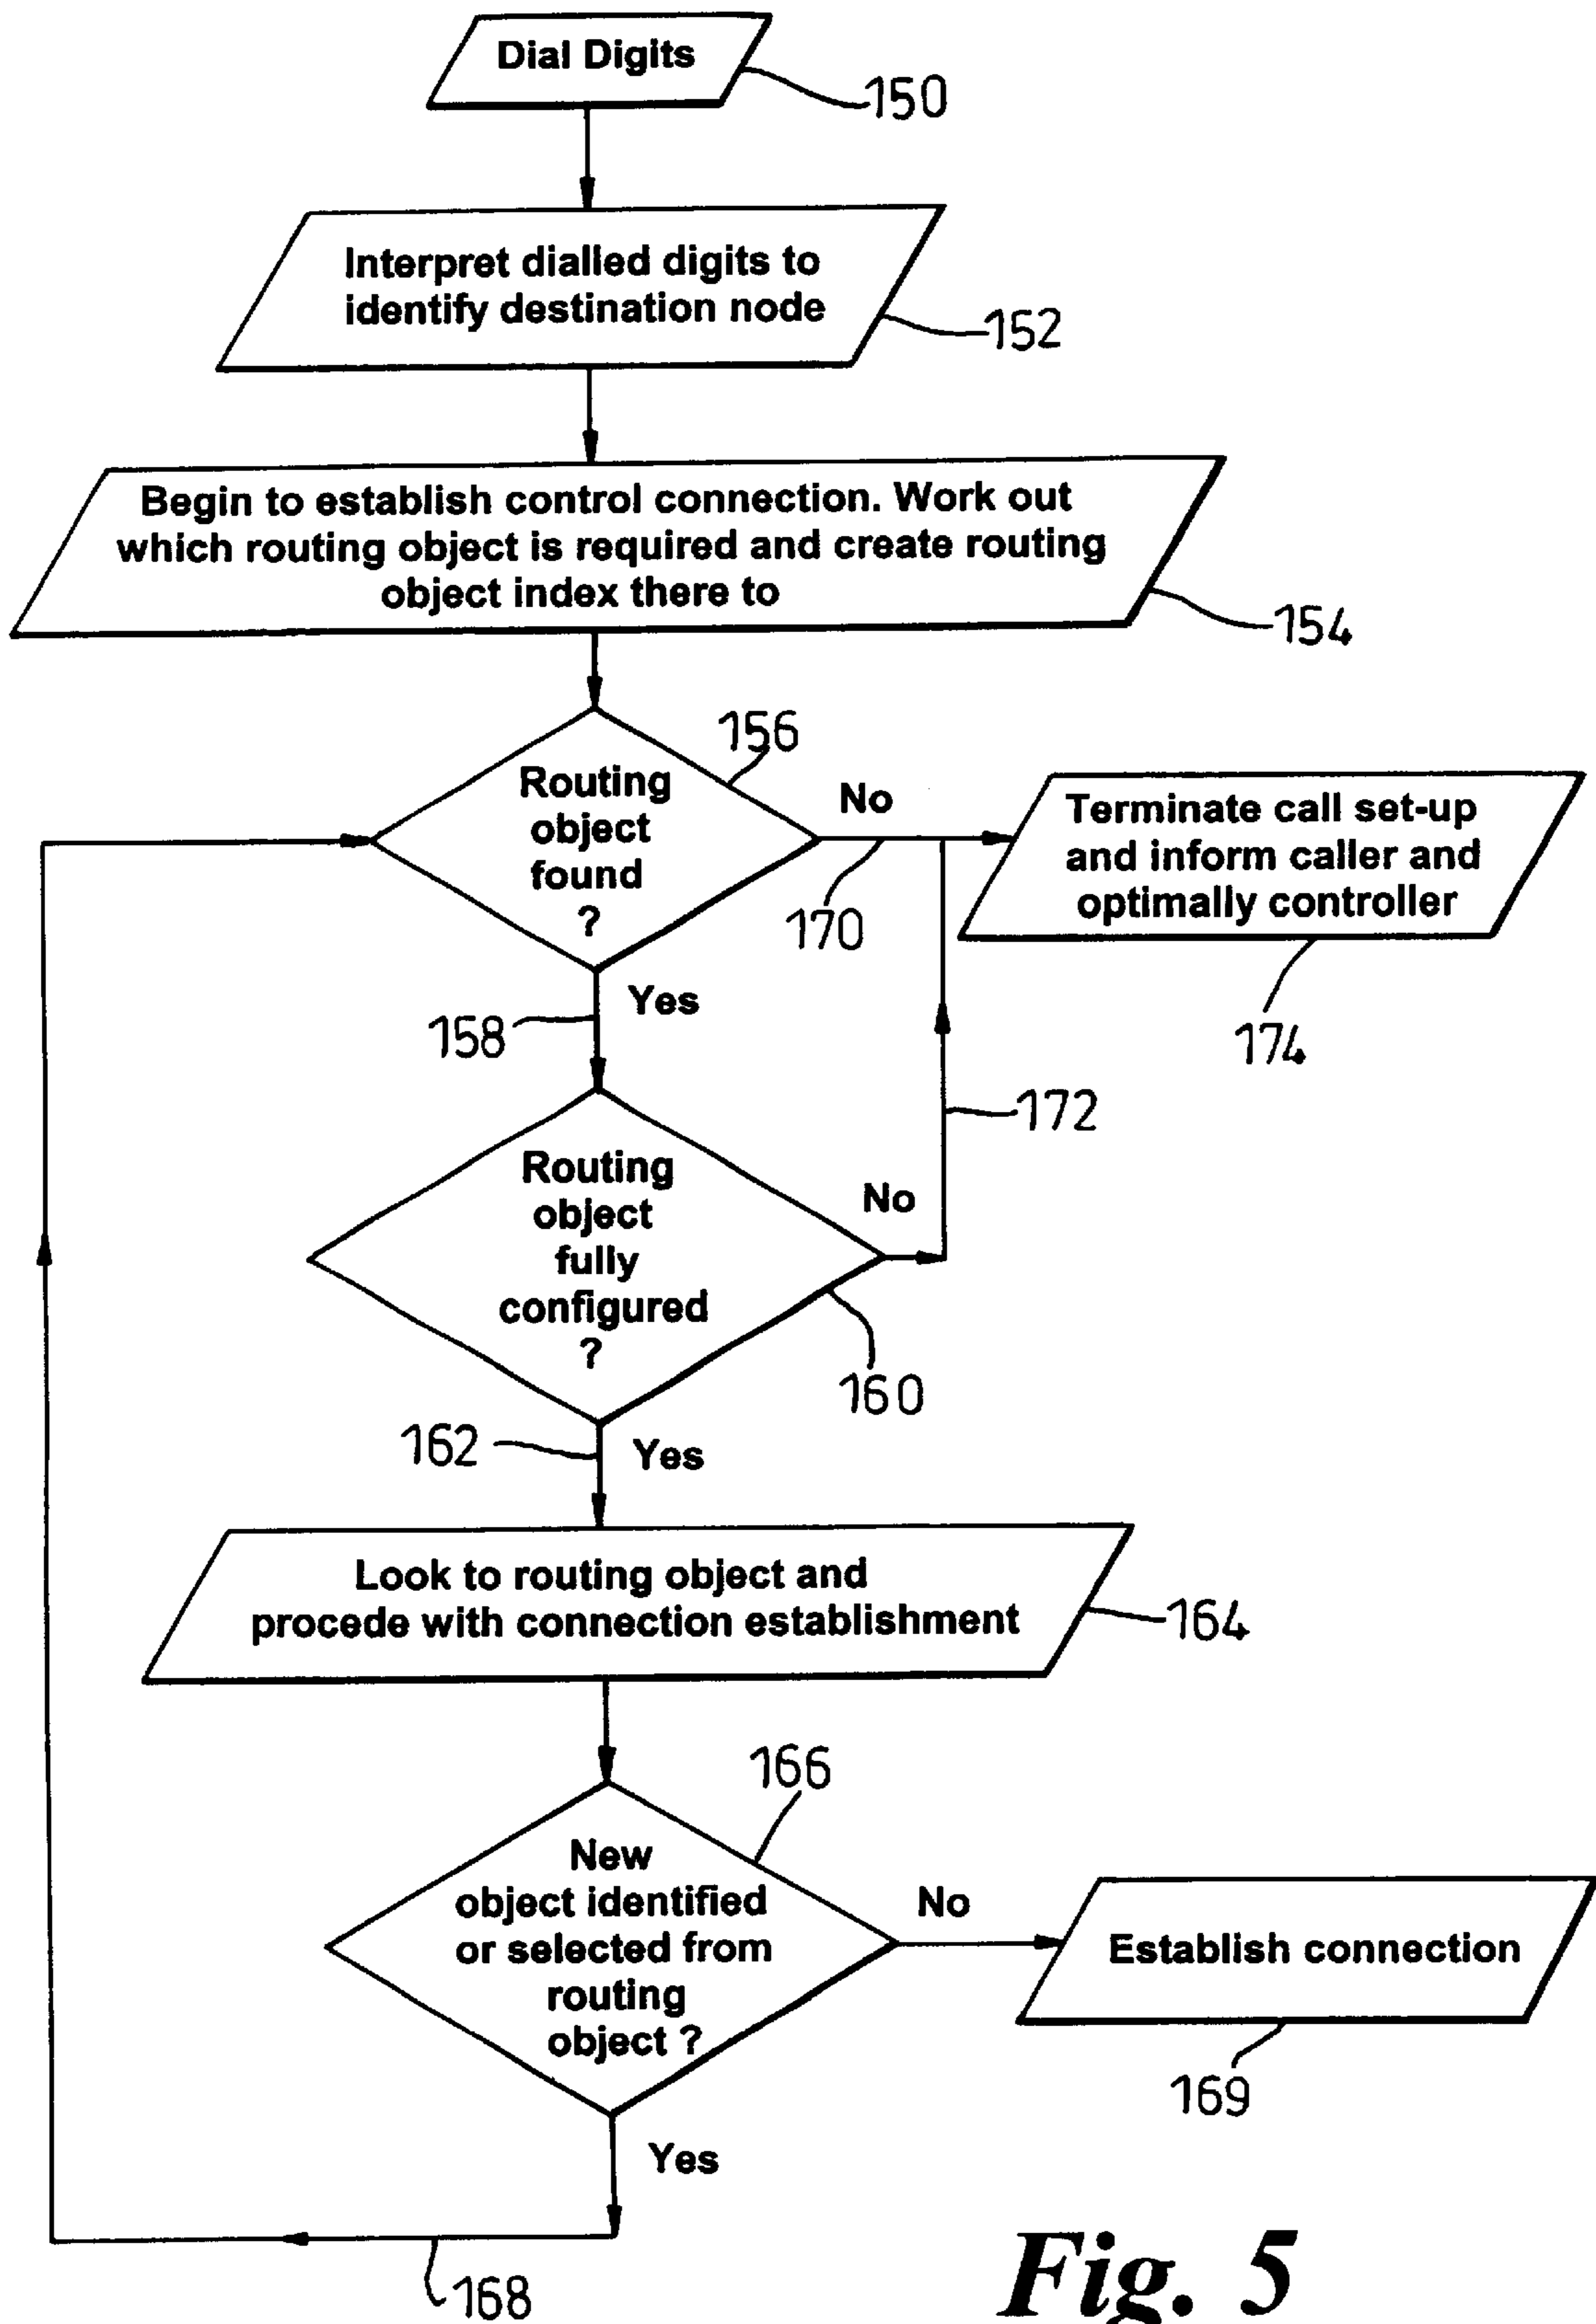 Dial Digits
150
Interpret dialled digits to
identify destination node
152
Begin to establish control connection. Work out
which routing object is required and create routing
object index there to
154
156
Routing
object
found
?
No
170
Terminate call set-up
and inform caller and
optimally controller
174
Yes
158
172
Routing
object
fully
configured
?
No
160
162
Yes
Look to routing object and
procede with connection establishment
164
166
New
object identified
or selected from
routing
object ?
No
Establish connection
169
Yes
168
Fig. 5